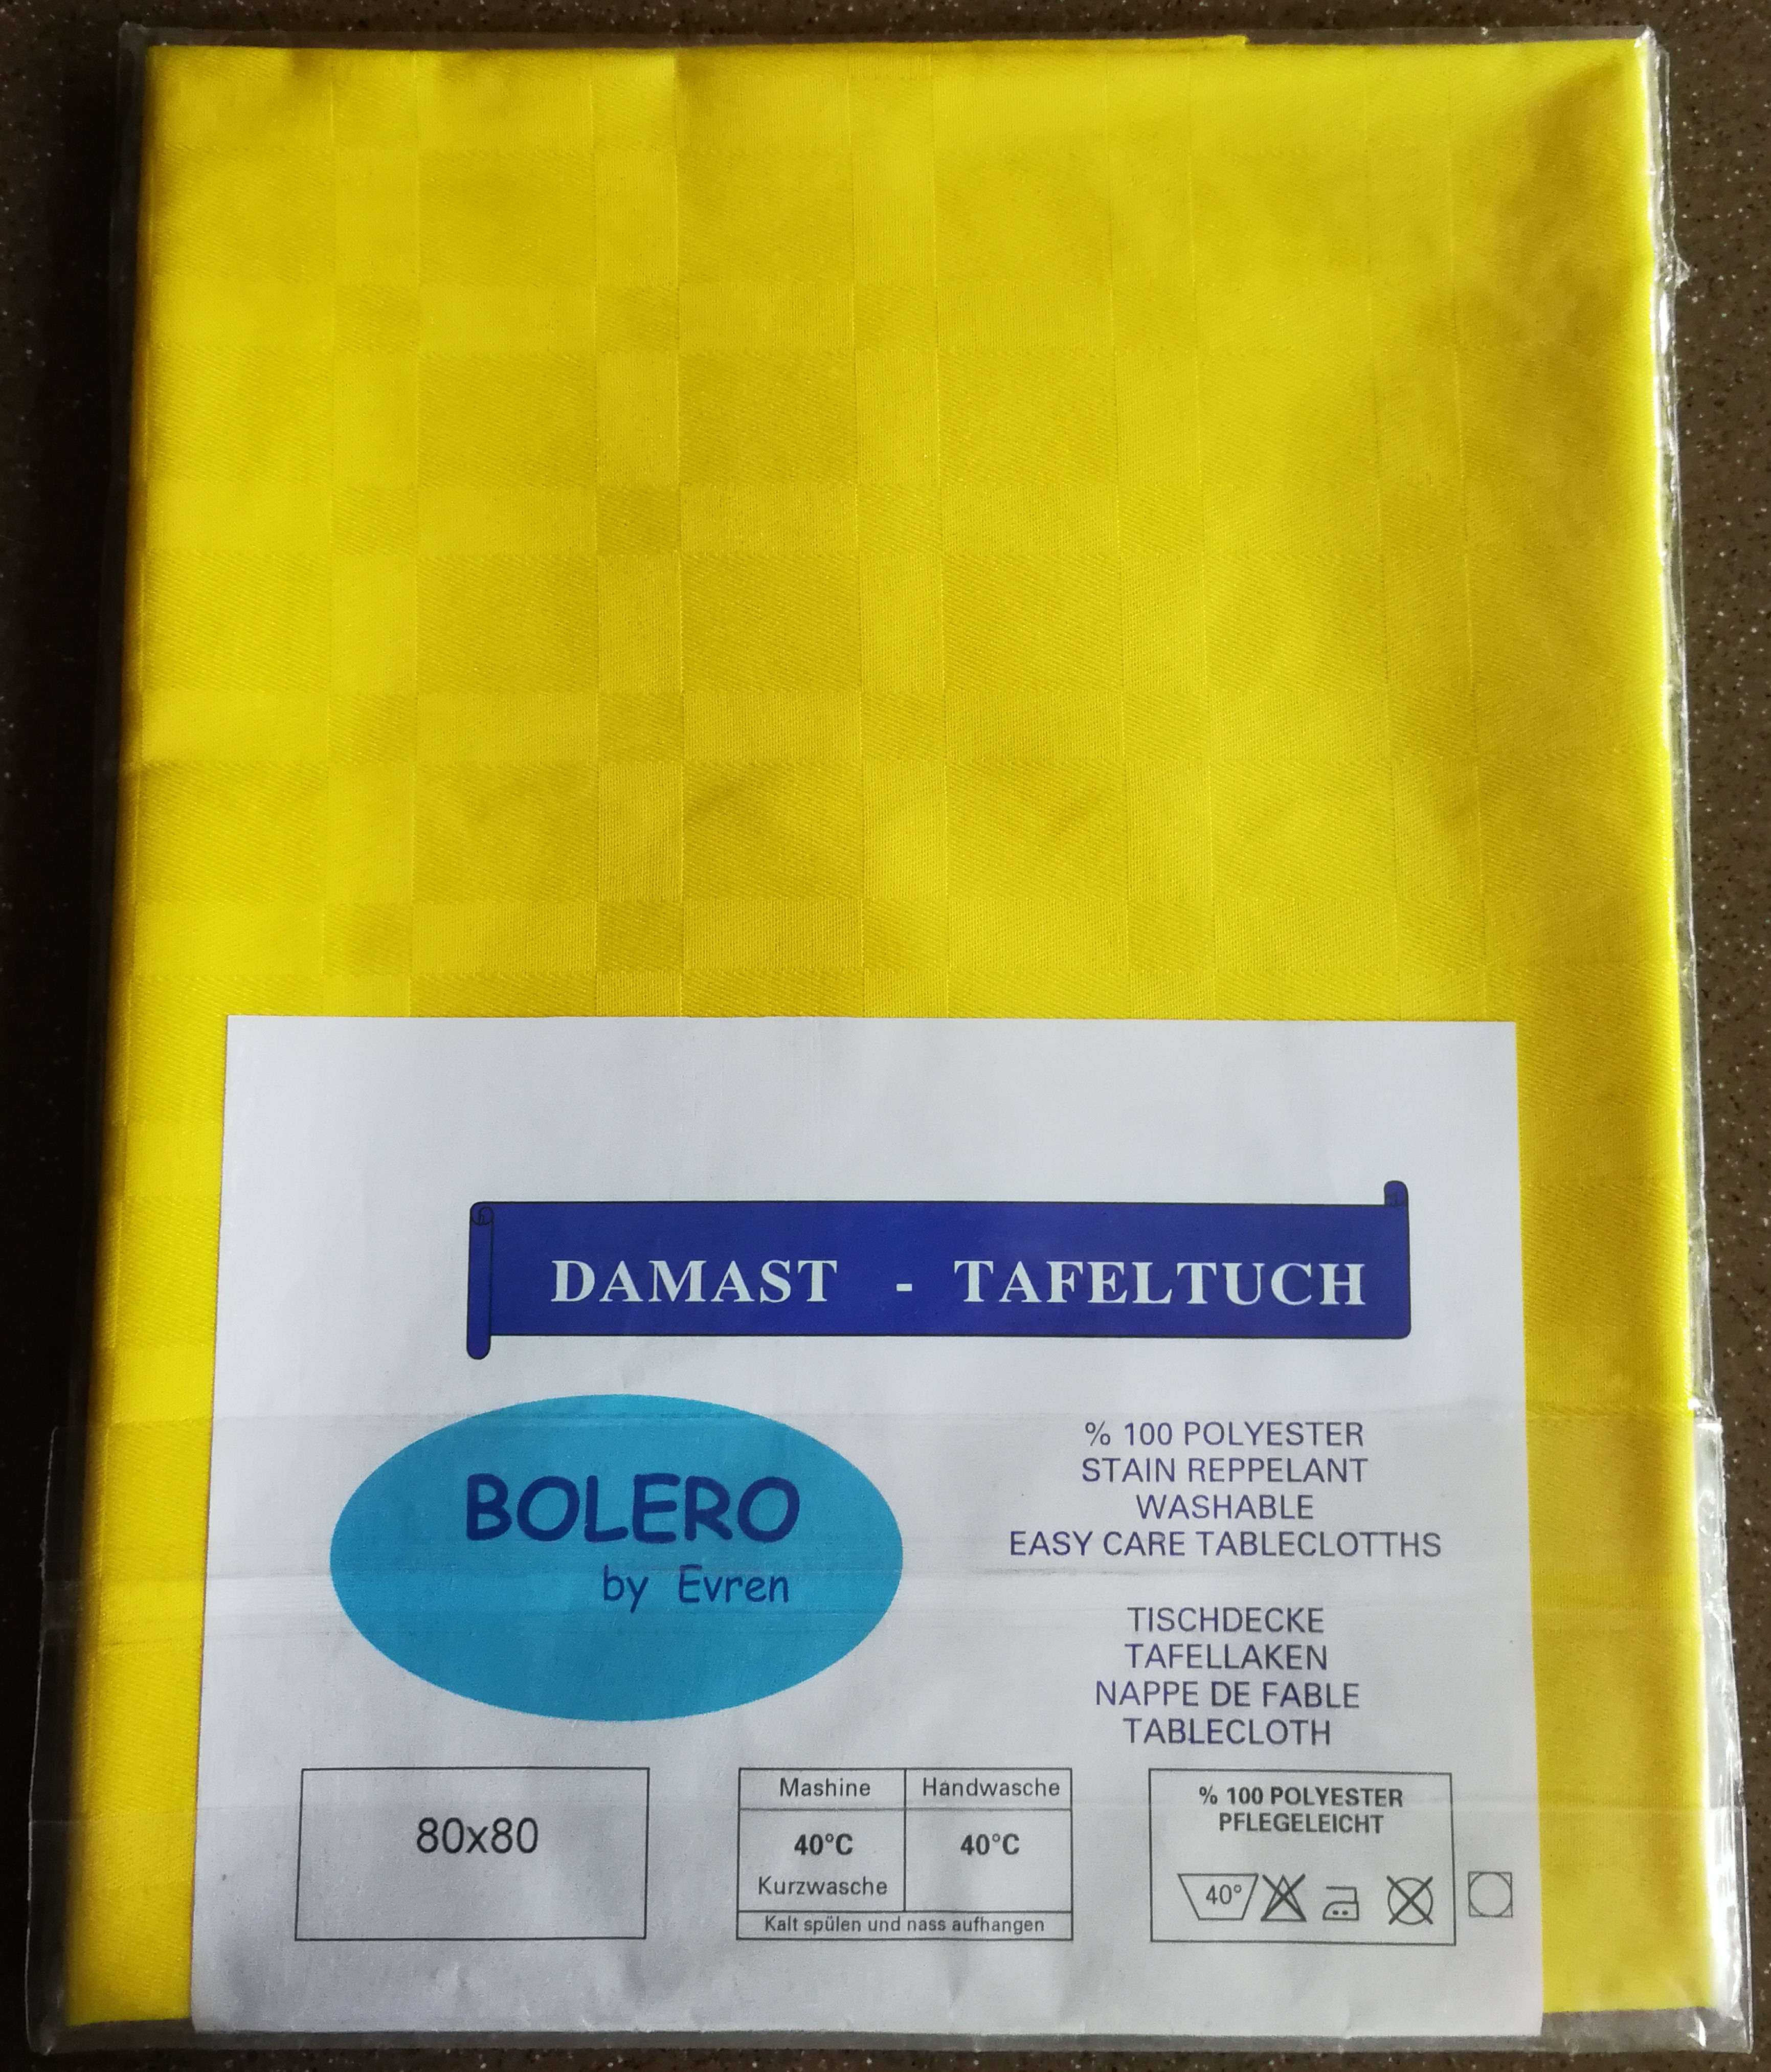 DAMAST - TAFELTUCH
BOLERO
by Evren
% 100 POLYESTER
STAIN REPPELANT
WASHABLE
EASY CARE TABLECLOTTHS
TISCHDECKE
TAFELLAKEN
NAPPE DE FABLE
TABLECLOTH
80x80
Mashine Handwasche
40°C 40°C
Kurzwasche
Kalt spülen und nass aufhangen
% 100 POLYESTER
PFLEGELEICHT
40°